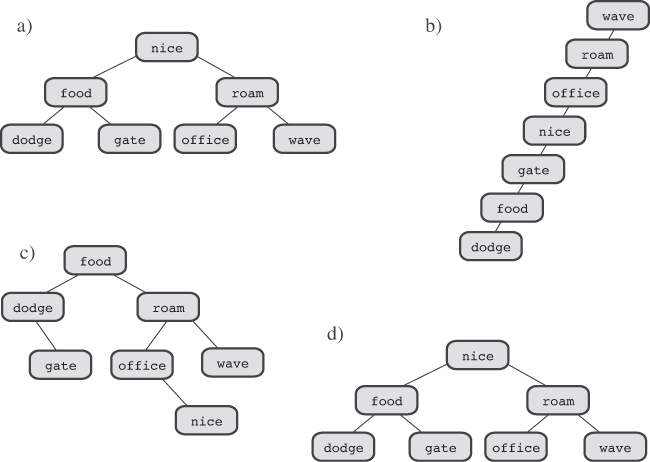 a)
nice
food roam
dodge gate office wave
b)
wave
roam
office
nice
gate
food
dodge
c)
food
dodge roam
gate office wave
nice
d)
nice
food roam
dodge gate office wave